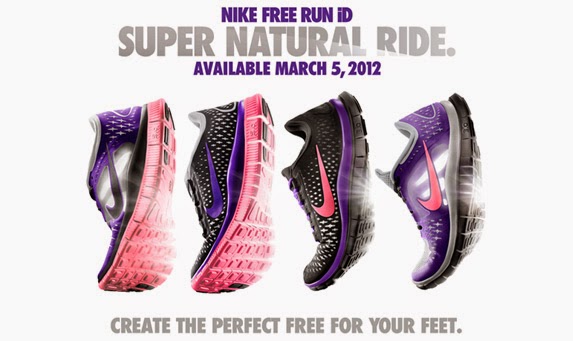 NIKE FREE RUN iD
SUPER NATURAL RIDE.
AVAILABLE MARCH 5, 2012
CREATE THE PERFECT FREE FOR YOUR FEET.